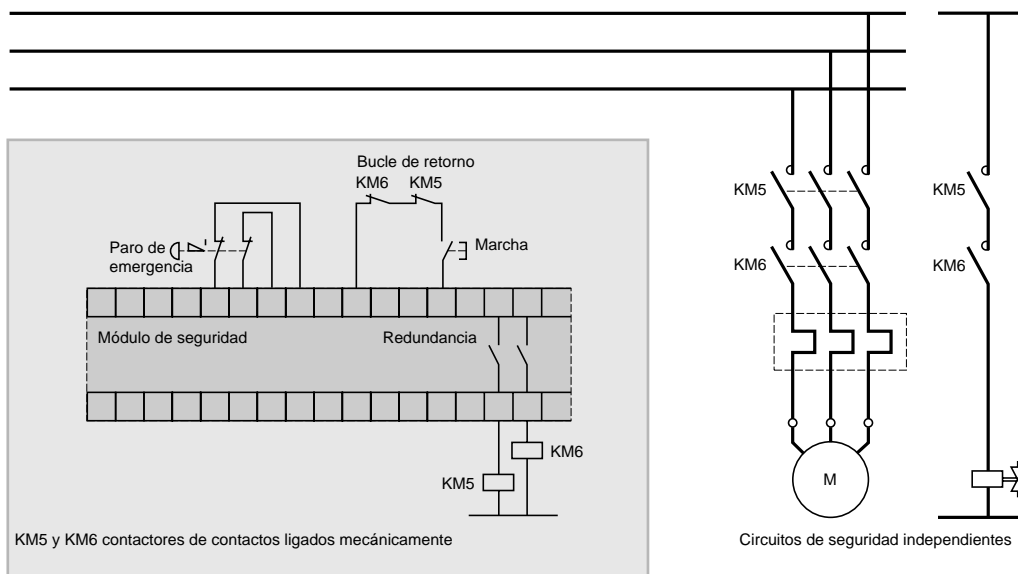 Bucle de retorno
KM6 KM5
Paro de
emergencia
Marcha
Módulo de seguridad
Redundancia
KM6
KM5
KM5 y KM6 contactores de contactos ligados mecánicamente
KM5
KM6
M
KM5
KM6
Circuitos de seguridad independientes